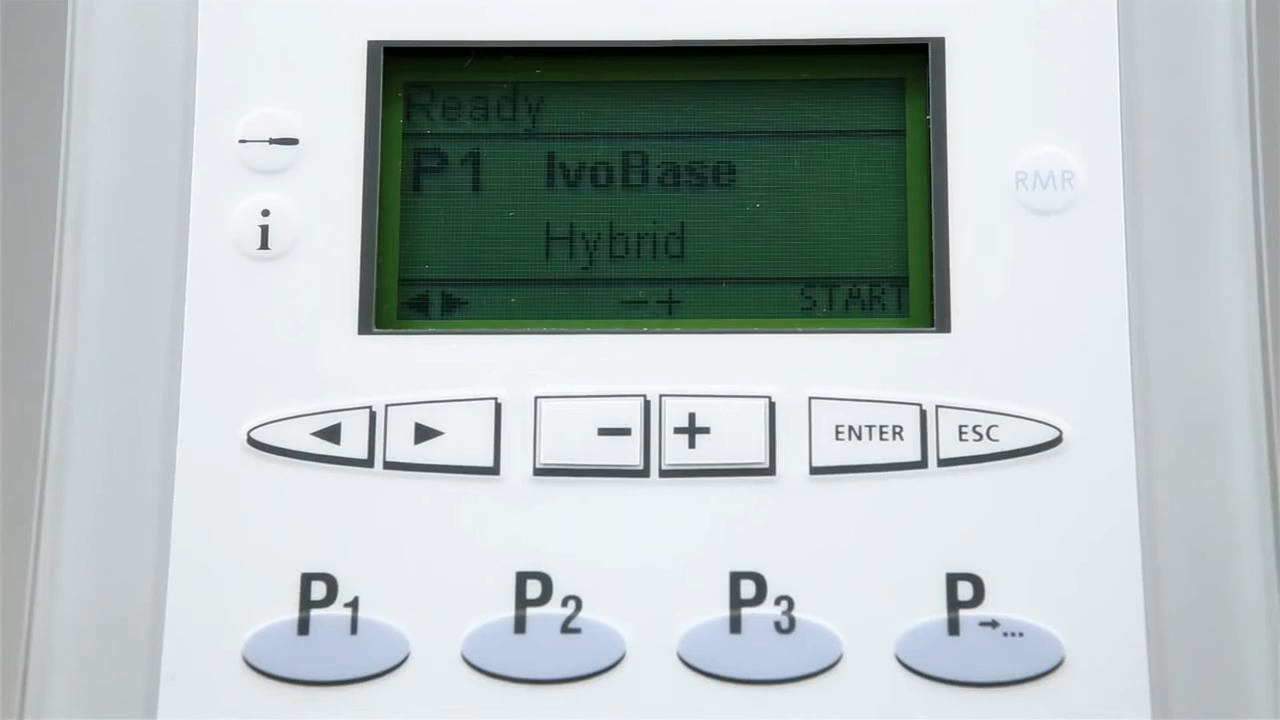 Ready
P1 IvoBase
Hybrid
◀▶ −+ START
i
RMR
◀ ▶ − + ENTER ESC
P1 P2 P3 P→...